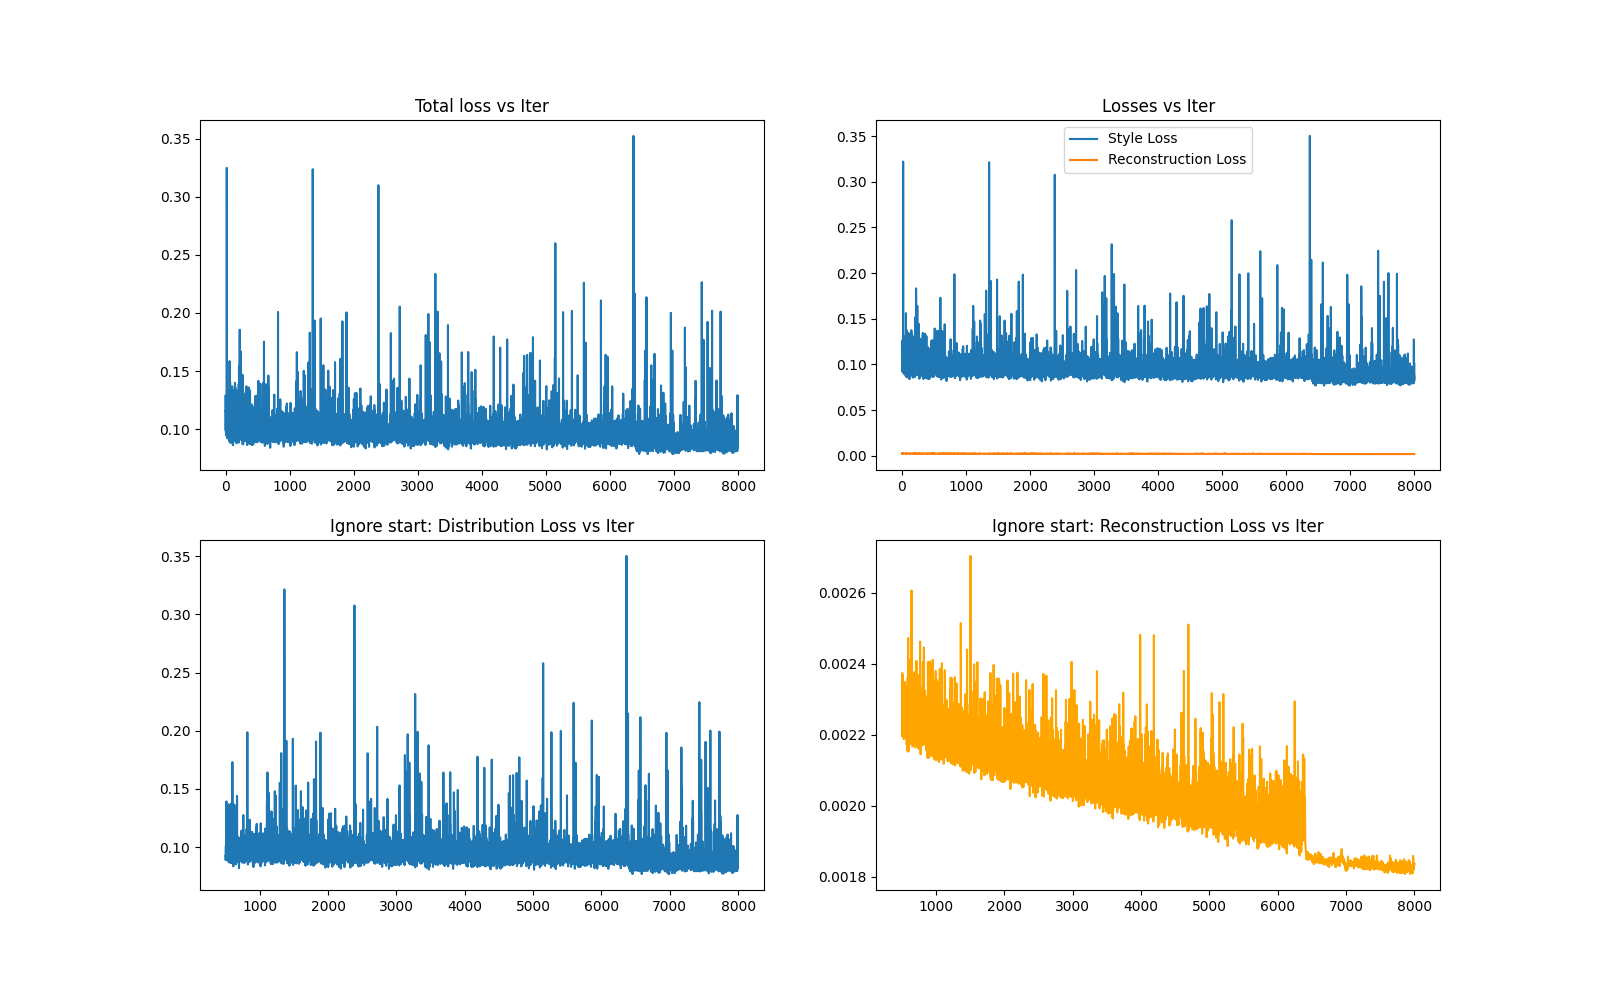 Total loss vs Iter
0.35
0.30
0.25
0.20
0.15
0.10
0 1000 2000 3000 4000 5000 6000 7000 8000
Losses vs Iter
Style Loss
Reconstruction Loss
0.35
0.30
0.25
0.20
0.15
0.10
0.05
0.00
0 1000 2000 3000 4000 5000 6000 7000 8000
Ignore start: Distribution Loss vs Iter
0.35
0.30
0.25
0.20
0.15
0.10
1000 2000 3000 4000 5000 6000 7000 8000
Ignore start: Reconstruction Loss vs Iter
0.0026
0.0024
0.0022
0.0020
0.0018
1000 2000 3000 4000 5000 6000 7000 8000